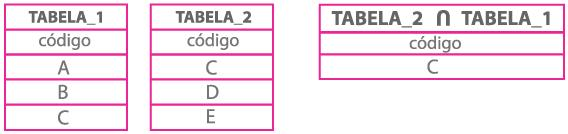 TABELA_1
código
A
B
C
TABELA_2
código
C
D
E
TABELA_2 ∩ TABELA_1
código
C